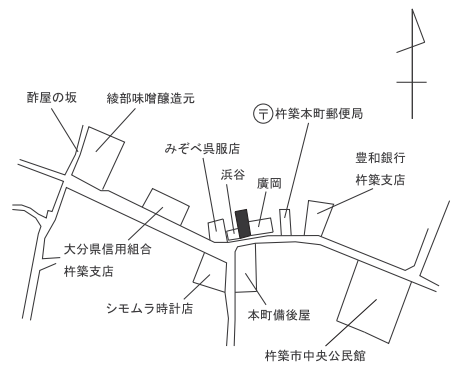 酢屋の坂
綾部味噌醸造元
〒杵築本町郵便局
みぞべ呉服店
豊和銀行
杵築支店
浜谷
廣岡
大分県信用組合
杵築支店
シモムラ時計店
本町備後屋
杵築市中央公民館